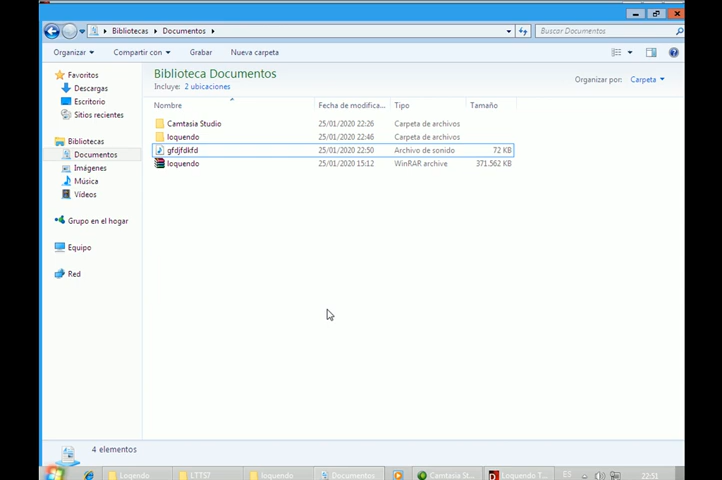 Bibliotecas Documentos
Buscar Documentos
Organizar Compartir con Grabar Nueva carpeta
Favoritos
Descargas
Escritorio
Sitios recientes
Bibliotecas
Documentos
Imágenes
Música
Vídeos
Grupo en el hogar
Equipo
Red
Biblioteca Documentos
Incluye: 2 ubicaciones
Organizar por: Carpeta
Nombre Fecha de modifica... Tipo Tamaño
Camtasia Studio 25/01/2020 22:26 Carpeta de archivos
loquendo 25/01/2020 22:46 Carpeta de archivos
gfdjfdkfd 25/01/2020 22:50 Archivo de sonido 72 KB
loquendo 25/01/2020 15:12 WinRAR archive 371.562 KB
4 elementos
Loqendo LTTS7 loquendo Documentos Camtasia St... Loquendo T... ES 22:51